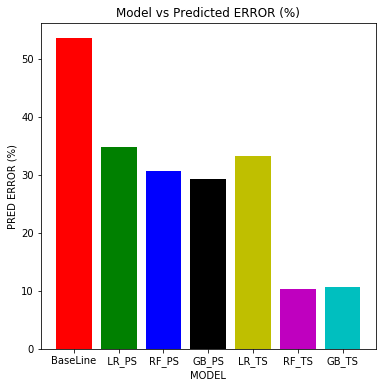 Model vs Predicted ERROR (%)
PRED ERROR (%)
50
40
30
20
10
0
BaseLine LR_PS RF_PS GB_PS LR_TS RF_TS GB_TS
MODEL